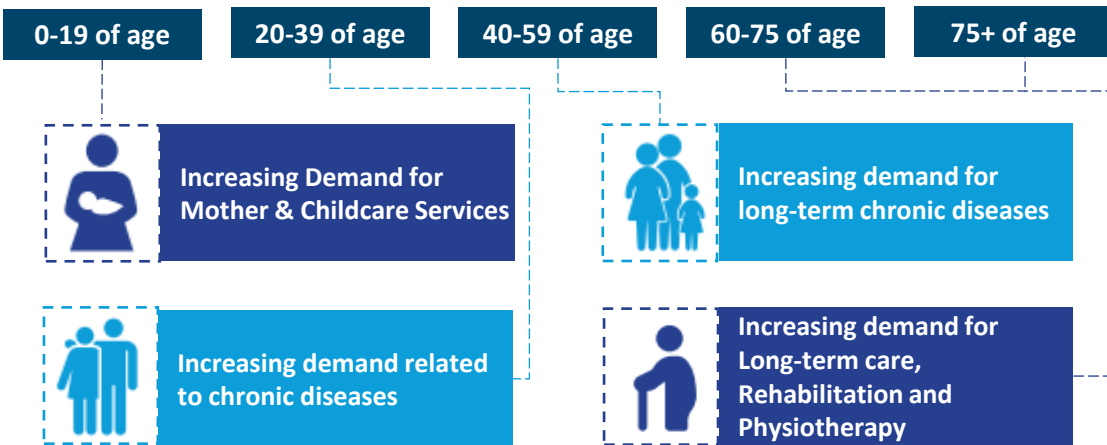 0-19 of age
20-39 of age
40-59 of age
60-75 of age
75+ of age
Increasing Demand for
Mother & Childcare Services
Increasing demand for
long-term chronic diseases
Increasing demand related
to chronic diseases
Increasing demand for
Long-term care,
Rehabilitation and
Physiotherapy